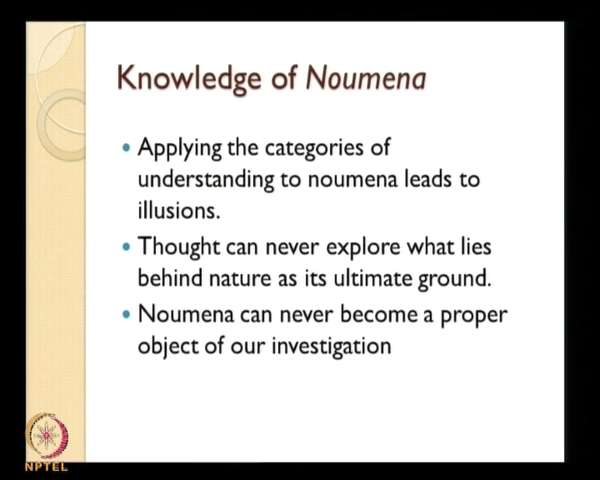 Knowledge of Noumena
• Applying the categories of
understanding to noumena leads to
illusions.
• Thought can never explore what lies
behind nature as its ultimate ground.
• Noumena can never become a proper
object of our investigation
NPTEL